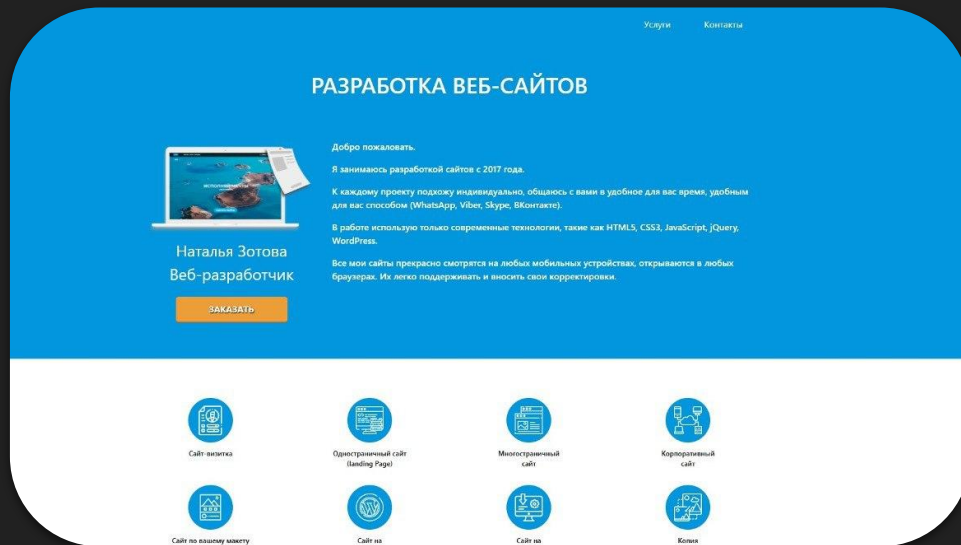 Услуги Контакты
РАЗРАБОТКА ВЕБ-САЙТОВ
Добро пожаловать.
Я занимаюсь разработкой сайтов с 2017 года.
К каждому проекту подхожу индивидуально, общаюсь с вами в удобное для вас время, удобным
для вас способом (WhatsApp, Viber, Skype, ВКонтакте).
В работе использую только современные технологии, такие как HTML5, CSS3, JavaScript, jQuery,
WordPress.
Все мои сайты прекрасно смотрятся на любых мобильных устройствах, открываются в любых
браузерах. Их легко поддерживать и вносить свои корректировки.
Наталья Зотова
Веб-разработчик
ЗАКАЗАТЬ
Сайт-визитка
Одностраничный сайт
(landing Page)
Многостраничный
сайт
Корпоративный
сайт
Сайт по вашему макету
Сайт на
Сайт на
Копия